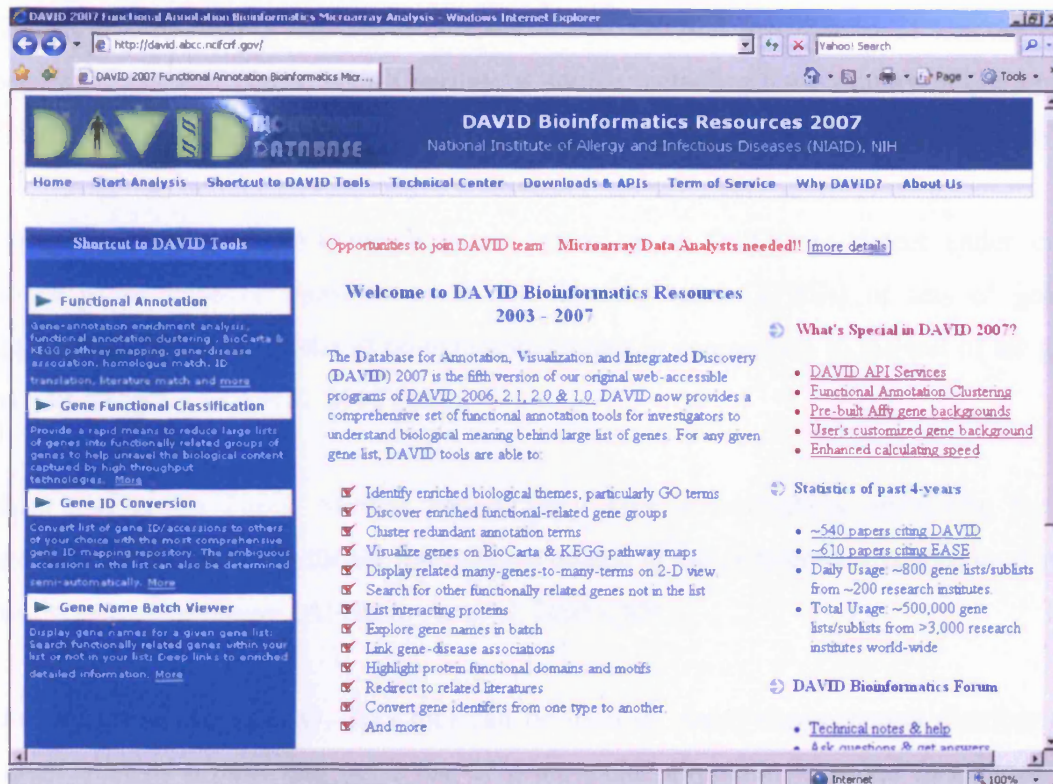 DAVID 2007 Functional Annotation Bioinformatics Microarray Analysis - Windows Internet Explorer
http://david.abcc.ncifcrf.gov/
Yahoo! Search
DAVID 2007 Functional Annotation Bioinformatics Micr...
Page
Tools
DAVID
DATABASE
DAVID Bioinformatics Resources 2007
National Institute of Allergy and Infectious Diseases (NIAID), NIH
Home Start Analysis Shortcut to DAVID Tools Technical Center Downloads & APIs Term of Service Why DAVID? About Us
Shortcut to DAVID Tools
Functional Annotation
Gene-annotation enrichment analysis,
functional annotation clustering , BioCarta &
KEGG pathway mapping, gene-disease
association, homologue match, ID
translation, literature match and more
Gene Functional Classification
Provide a rapid means to reduce large lists
of genes into functionally related groups of
genes to help unravel the biological content
captured by high throughput
technologies. More
Gene ID Conversion
Convert list of gene ID/accessions to others
of your choice with the most comprehensive
gene ID mapping repository. The ambiguous
accessions in the list can also be determined
semi-automatically. More
Gene Name Batch Viewer
Display gene names for a given gene list;
Search functionally related genes within your
list or not in your list; Deep links to enriched
detailed information. More
Opportunities to join DAVID team Microarray Data Analysts needed!! [more details]
Welcome to DAVID Bioinformatics Resources
2003 - 2007
The Database for Annotation, Visualization and Integrated Discovery
(DAVID) 2007 is the fifth version of our original web-accessible
programs of DAVID 2006, 2.1, 2.0 & 1.0. DAVID now provides a
comprehensive set of functional annotation tools for investigators to
understand biological meaning behind large list of genes. For any given
gene list, DAVID tools are able to:
Identify enriched biological themes, particularly GO terms
Discover enriched functional-related gene groups
Cluster redundant annotation terms
Visualize genes on BioCarta & KEGG pathway maps
Display related many-genes-to-many-terms on 2-D view.
Search for other functionally related genes not in the list
List interacting proteins
Explore gene names in batch
Link gene-disease associations
Highlight protein functional domains and motifs
Redirect to related literatures
Convert gene identifers from one type to another.
And more
What's Special in DAVID 2007?
DAVID API Services
Functional Annotation Clustering
Pre-built Affy gene backgrounds
User's customized gene background
Enhanced calculating speed
Statistics of past 4-years
~540 papers citing DAVID
~610 papers citing EASE
Daily Usage: ~800 gene lists/sublists
from ~200 research institutes.
Total Usage: ~500,000 gene
lists/sublists from >3,000 research
institutes world-wide
DAVID Bioinformatics Forum
Technical notes & help
Ask questions & get answers
Internet
100%